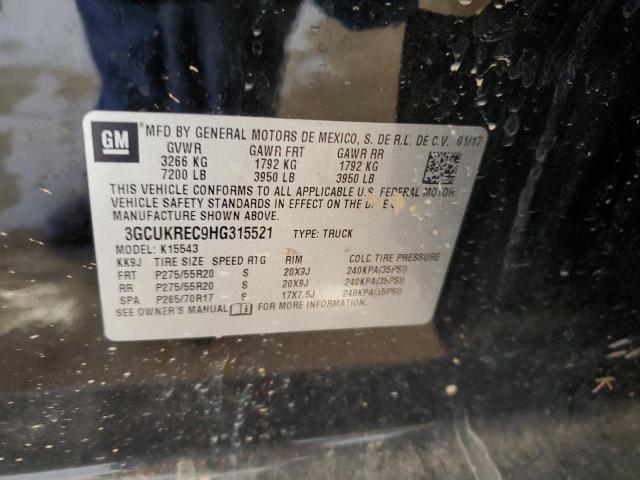 GM
MFD BY GENERAL MOTORS DE MEXICO, S. DE R.L. DE C.V. 01/17
GVWR GAWR FRT GAWR RR
3266 KG 1792 KG 1792 KG
7200 LB 3950 LB 3950 LB
THIS VEHICLE CONFORMS TO ALL APPLICABLE U.S. FEDERAL MOTOR
VEHICLE SAFETY STANDARDS IN EFFECT ON THE DATE OF
MANUFACTURE SHOWN ABOVE.
3GCUKREC9HG315521 TYPE: TRUCK
MODEL: K15543
KK9J TIRE SIZE SPEED RTG RIM COLD TIRE PRESSURE
FRT P275/55R20 S 20X9J 240KPA(35PSI)
RR P275/55R20 S 20X9J 240KPA(35PSI)
SPA P265/70R17 S 17X7.5J 240KPA(35PSI)
SEE OWNER'S MANUAL FOR MORE INFORMATION.